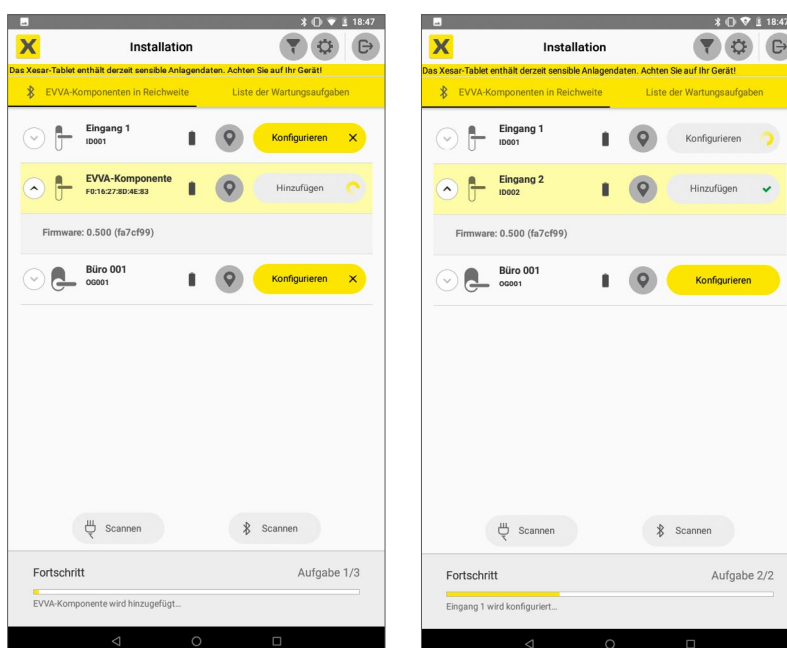 18:47
X
Installation
Das Xesar-Tablet enthält derzeit sensible Anlagendaten. Achten Sie auf Ihr Gerät!
EVVA-Komponenten in Reichweite
Liste der Wartungsaufgaben
Eingang 1
ID001
Konfigurieren
EVVA-Komponente
F0:16:27:8D:4E:83
Hinzufügen
Firmware: 0.500 (fa7cf99)
Büro 001
OG001
Konfigurieren
Scannen
Scannen
Fortschritt
Aufgabe 1/3
EVVA-Komponente wird hinzugefügt...
18:47
X
Installation
Das Xesar-Tablet enthält derzeit sensible Anlagendaten. Achten Sie auf Ihr Gerät!
EVVA-Komponenten in Reichweite
Liste der Wartungsaufgaben
Eingang 1
ID001
Konfigurieren
Eingang 2
ID002
Hinzufügen
Firmware: 0.500 (fa7cf99)
Büro 001
OG001
Konfigurieren
Scannen
Scannen
Fortschritt
Aufgabe 2/2
Eingang 1 wird konfiguriert...